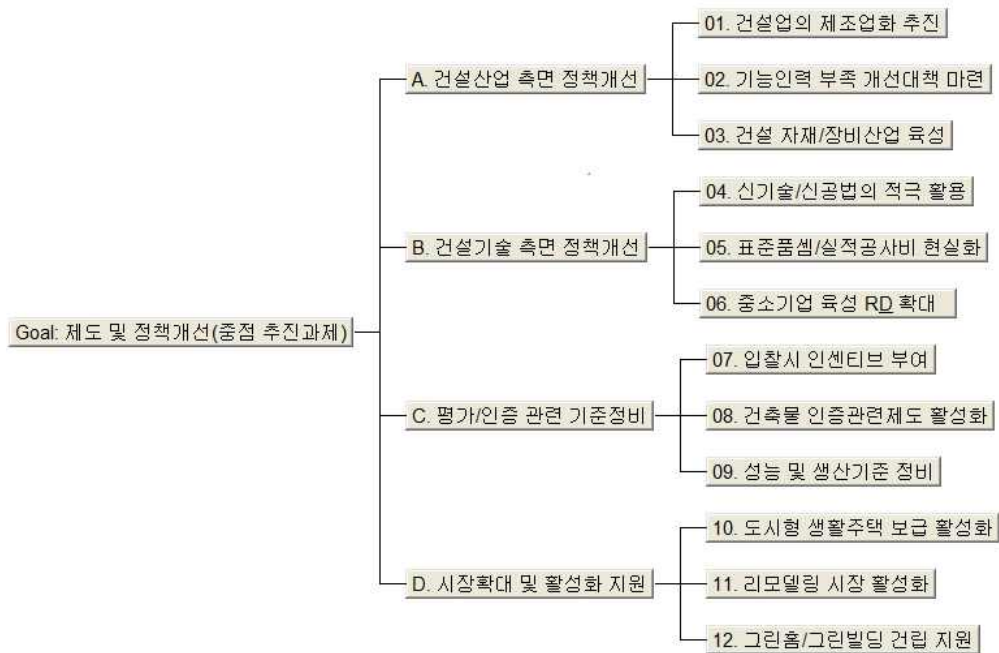 Goal: 제도 및 정책개선(중점 추진과제)
A. 건설산업 측면 정책개선
01. 건설업의 제조업화 추진
02. 기능인력 부족 개선대책 마련
03. 건설 자재/장비산업 육성
B. 건설기술 측면 정책개선
04. 신기술/신공법의 적극 활용
05. 표준품셈/실적공사비 현실화
06. 중소기업 육성 RD 확대
C. 평가/인증 관련 기준정비
07. 입찰시 인센티브 부여
08. 건축물 인증관련제도 활성화
09. 성능 및 생산기준 정비
D. 시장확대 및 활성화 지원
10. 도시형 생활주택 보급 활성화
11. 리모델링 시장 활성화
12. 그린홈/그린빌딩 건립 지원